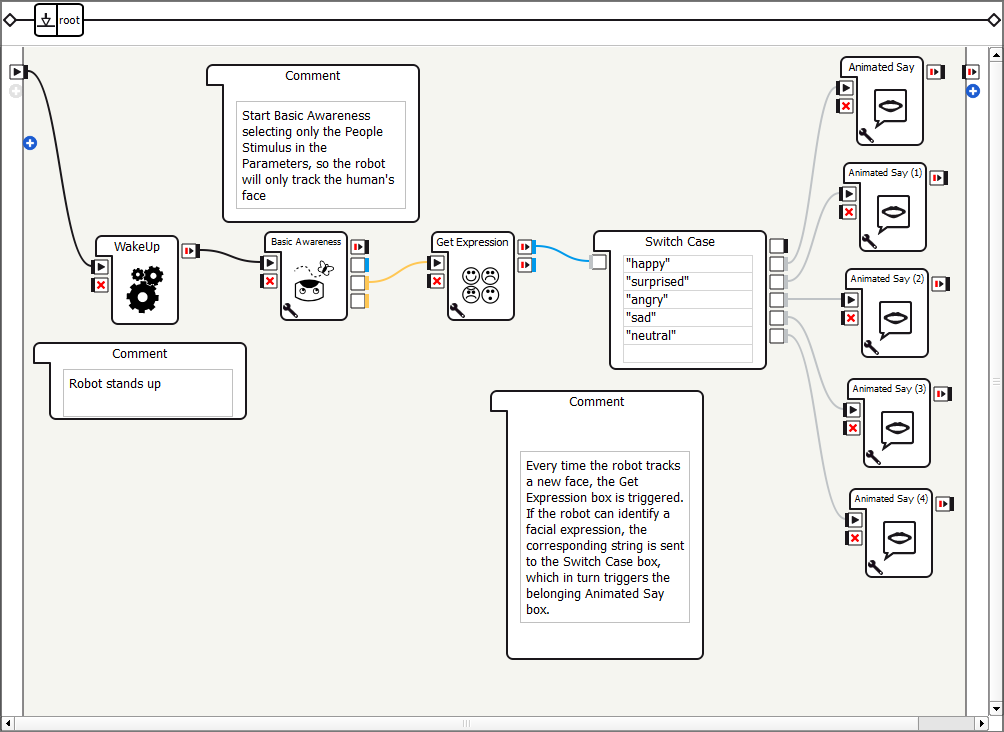 root
Comment
Start Basic Awareness
selecting only the People
Stimulus in the
Parameters, so the robot
will only track the human's
face
WakeUp
Basic Awareness
Get Expression
Switch Case
"happy"
"surprised"
"angry"
"sad"
"neutral"
Animated Say
Animated Say (1)
Animated Say (2)
Animated Say (3)
Animated Say (4)
Comment
Robot stands up
Comment
Every time the robot tracks
a new face, the Get
Expression box is triggered.
If the robot can identify a
facial expression, the
corresponding string is sent
to the Switch Case box,
which in turn triggers the
belonging Animated Say
box.